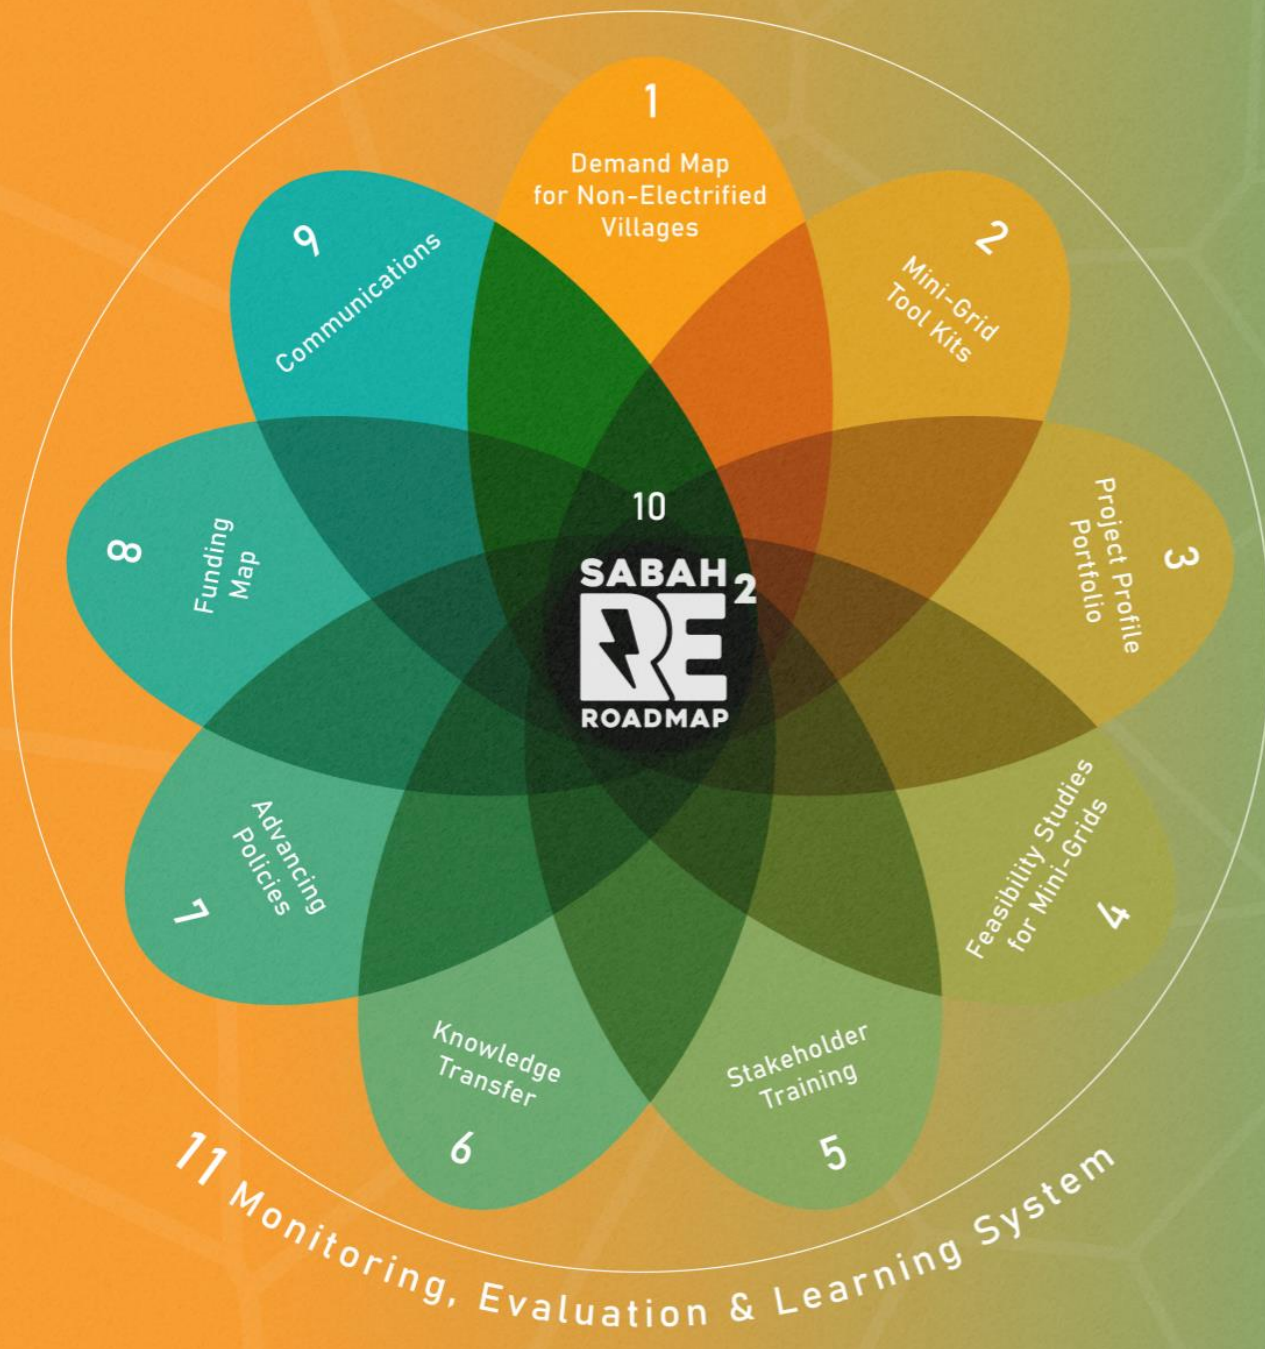 1
Demand Map
for Non-Electrified
Villages
2
Mini-Grid
Tool Kits
3
Project Profile
Portfolio
4
Feasibility Studies
for Mini-Grids
5
Stakeholder
Training
6
Knowledge
Transfer
7
Advancing
Policies
8
Funding
Map
9
Communications
10
SABAH
RE2
ROADMAP
11 Monitoring, Evaluation & Learning System